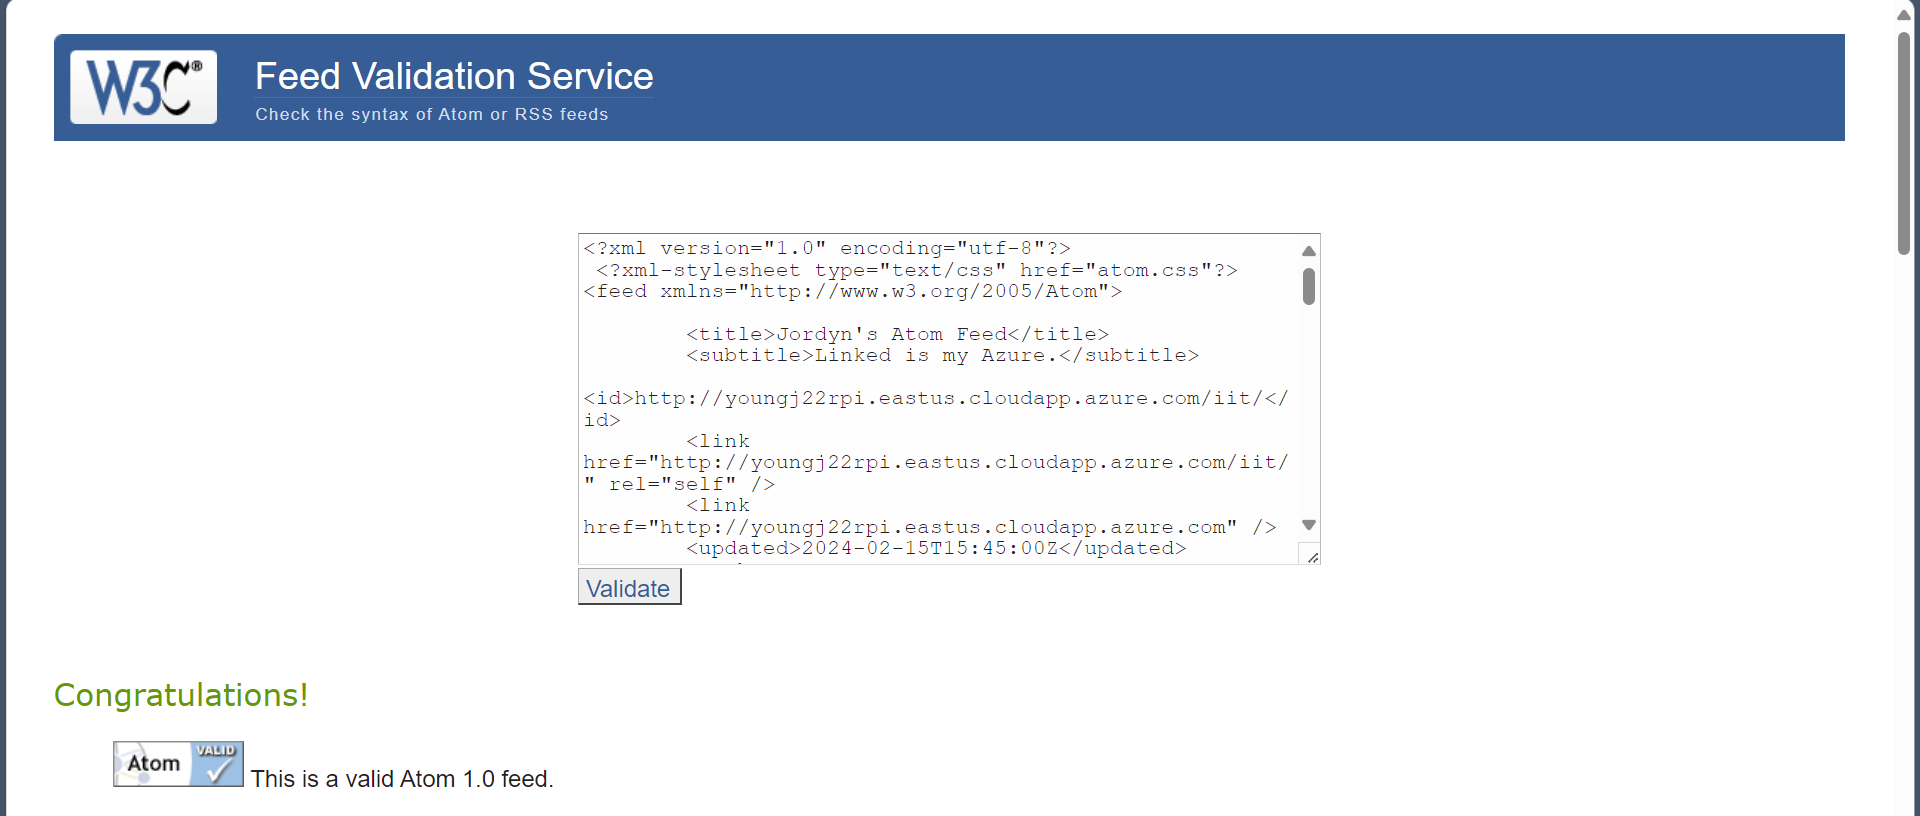 W3C®
Feed Validation Service
Check the syntax of Atom or RSS feeds
<?xml version="1.0" encoding="utf-8"?>
<?xml-stylesheet type="text/css" href="atom.css"?>
<feed xmlns="http://www.w3.org/2005/Atom">
<title>Jordyn's Atom Feed</title>
<subtitle>Linked is my Azure.</subtitle>
<id>http://youngj22rpi.eastus.cloudapp.azure.com/iit/</
id>
<link
href="http://youngj22rpi.eastus.cloudapp.azure.com/iit/
" rel="self" />
<link
href="http://youngj22rpi.eastus.cloudapp.azure.com" />
<updated>2024-02-15T15:45:00Z</updated>
Validate
Congratulations!
Atom VALID
This is a valid Atom 1.0 feed.